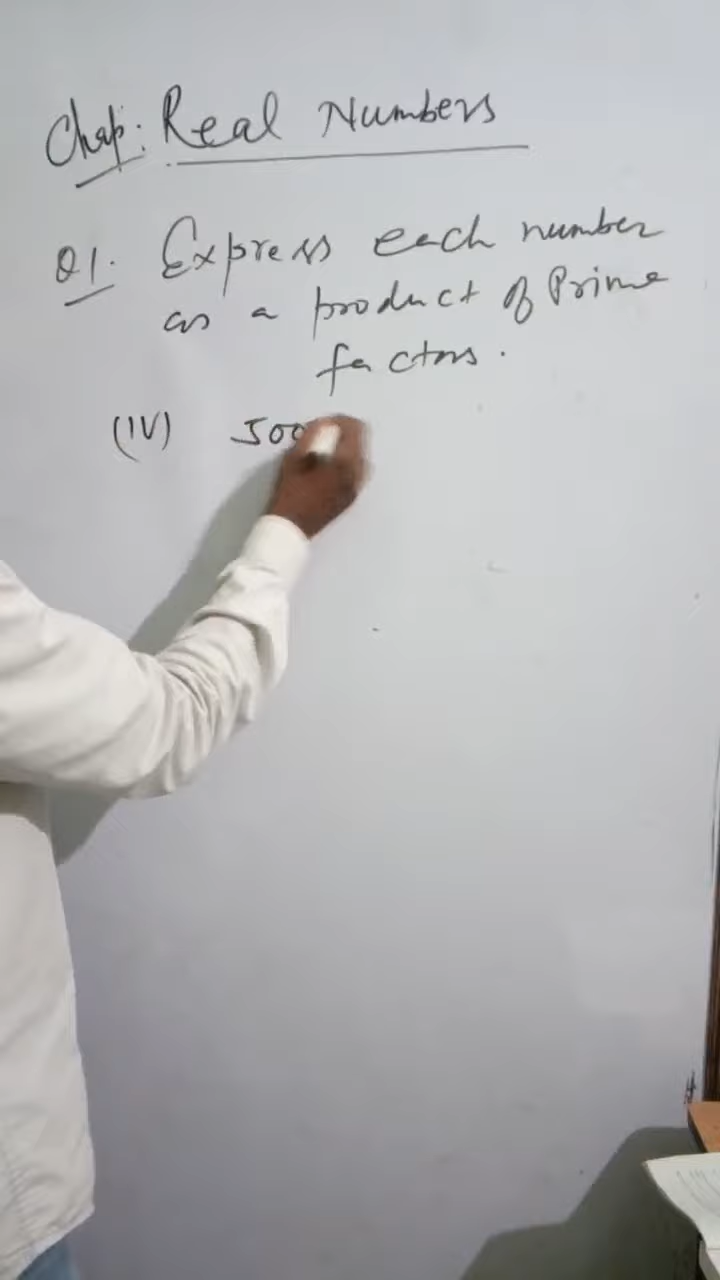 Chap: Real Numbers
Q1. Express each number
as a product of Prime
factors.
(IV) 500